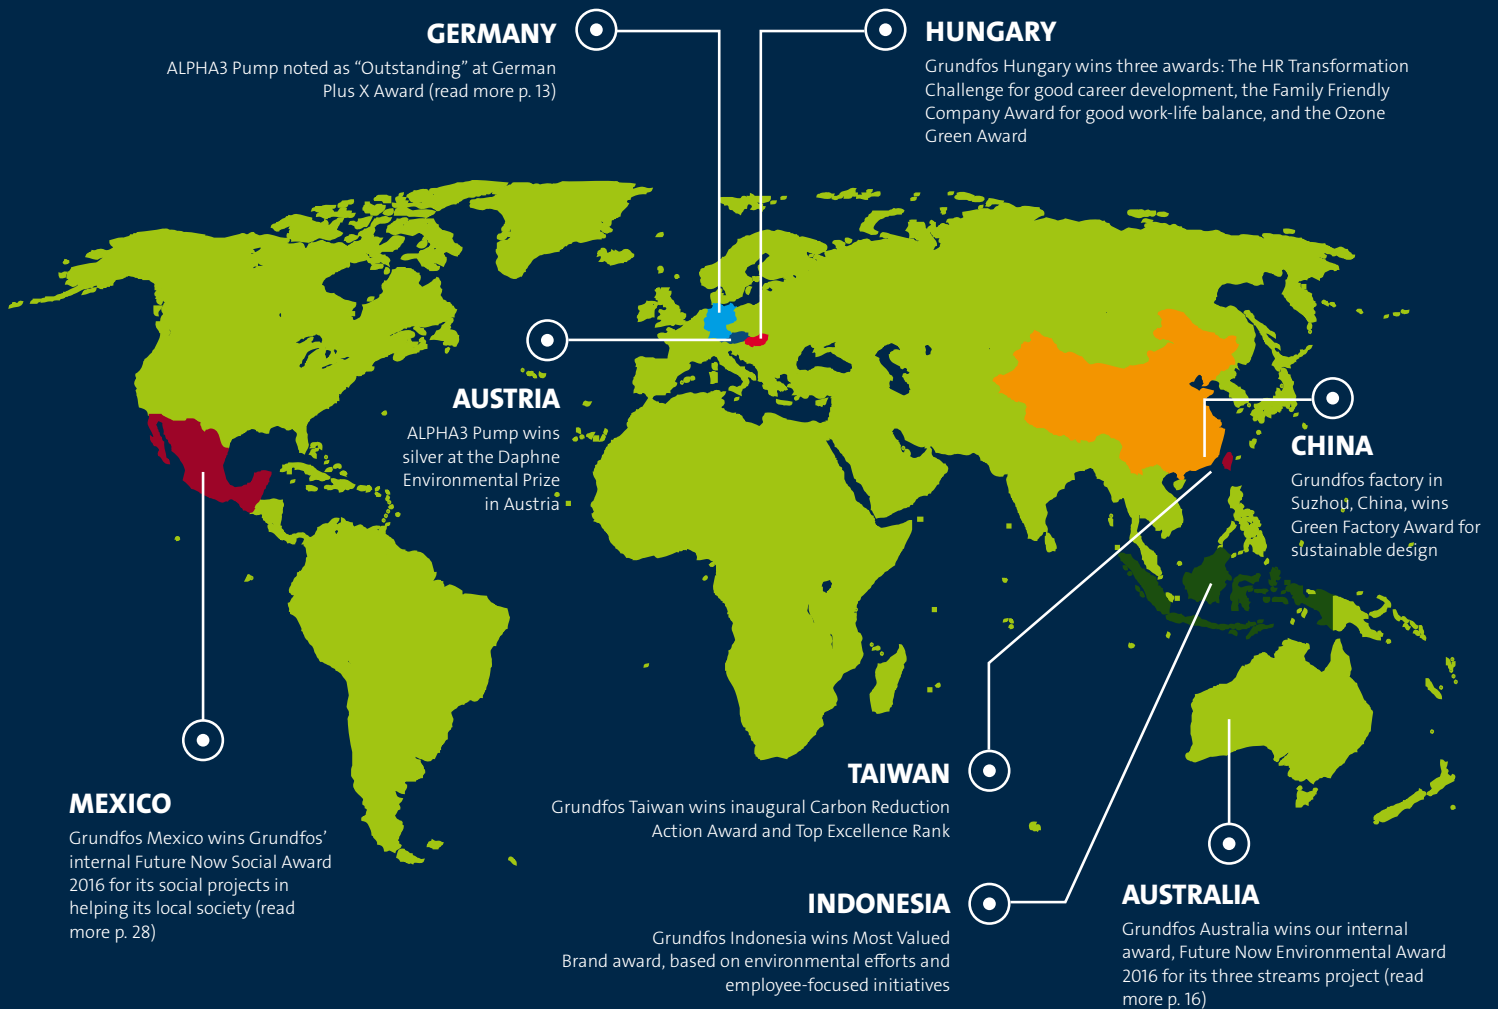 GERMANY
ALPHA3 Pump noted as “Outstanding” at German
Plus X Award (read more p. 13)
HUNGARY
Grundfos Hungary wins three awards: The HR Transformation
Challenge for good career development, the Family Friendly
Company Award for good work-life balance, and the Ozone
Green Award
AUSTRIA
ALPHA3 Pump wins
silver at the Daphne
Environmental Prize
in Austria
CHINA
Grundfos factory in
Suzhou, China, wins
Green Factory Award for
sustainable design
MEXICO
Grundfos Mexico wins Grundfos’
internal Future Now Social Award
2016 for its social projects in
helping its local society (read
more p. 28)
TAIWAN
Grundfos Taiwan wins inaugural Carbon Reduction
Action Award and Top Excellence Rank
INDONESIA
Grundfos Indonesia wins Most Valued
Brand award, based on environmental efforts and
employee-focused initiatives
AUSTRALIA
Grundfos Australia wins our internal
award, Future Now Environmental Award
2016 for its three streams project (read
more p. 16)